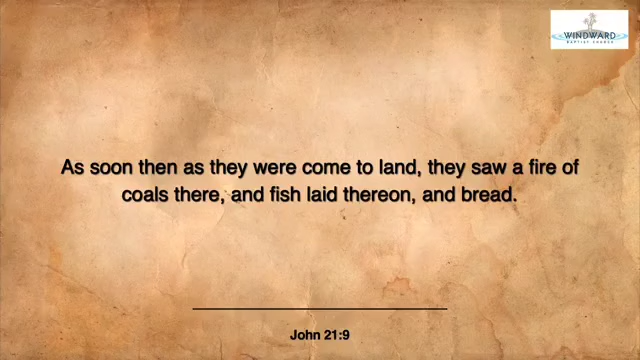 WINDWARD
BAPTIST CHURCH
As soon then as they were come to land, they saw a fire of
coals there, and fish laid thereon, and bread.
John 21:9